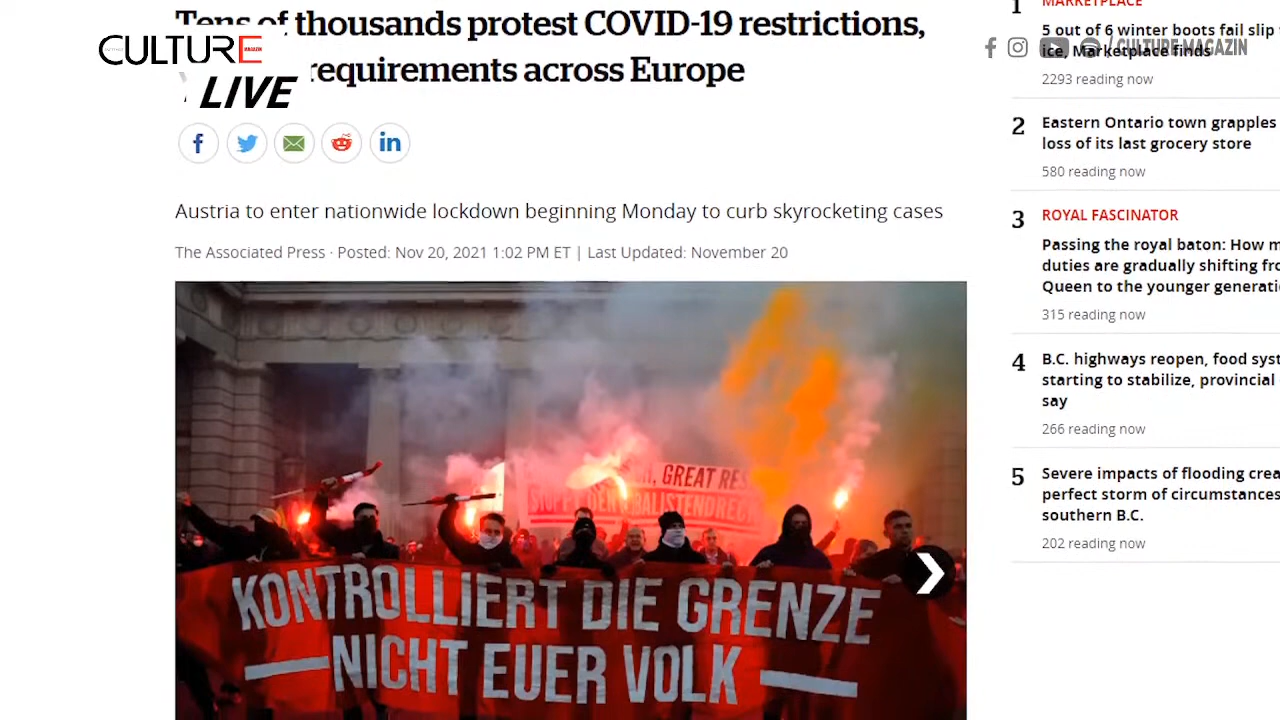 Tens of thousands protest COVID-19 restrictions,
requirements across Europe
CULTURE
MAGAZIN
LIVE
Austria to enter nationwide lockdown beginning Monday to curb skyrocketing cases
The Associated Press · Posted: Nov 20, 2021 1:02 PM ET | Last Updated: November 20
GREAT RES
KONTROLLIERT DIE GRENZE
NICHT EUER VOLK
/ CULTURE MAGAZIN
1
MARKETPLACE
5 out of 6 winter boots fail slip
ice, Marketplace finds
2293 reading now
2
Eastern Ontario town grapples
loss of its last grocery store
580 reading now
3
ROYAL FASCINATOR
Passing the royal baton: How m
duties are gradually shifting fro
Queen to the younger generati
315 reading now
4
B.C. highways reopen, food syst
starting to stabilize, provincial
say
266 reading now
5
Severe impacts of flooding crea
perfect storm of circumstances
southern B.C.
202 reading now